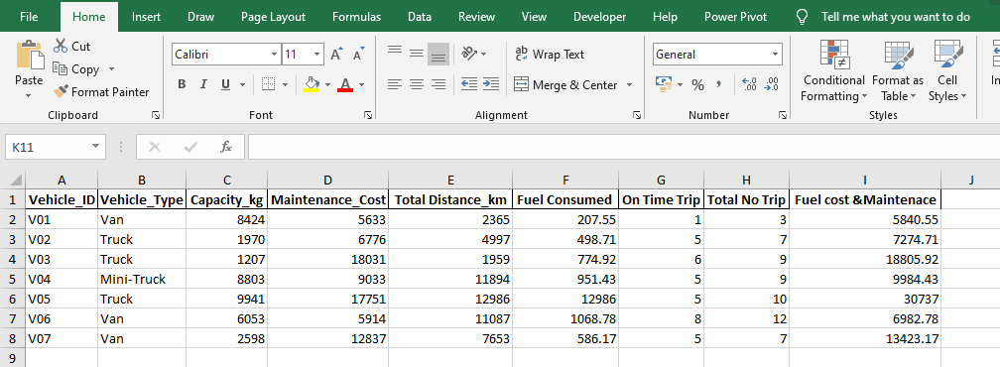 File Home Insert Draw Page Layout Formulas Data Review View Developer Help Power Pivot Tell me what you want to do
Paste Cut Copy Format Painter
Clipboard
Calibri 11 A A
B I U A
Font
ab Wrap Text
Merge & Center
Alignment
General
% , .00 .0 .00
Number
Conditional Formatting Format as Table Cell Styles
Styles
In
K11 fx
A B C D E F G H I J
1 Vehicle_ID Vehicle_Type Capacity_kg Maintenance_Cost Total Distance_km Fuel Consumed On Time Trip Total No Trip Fuel cost &Maintenace
2 V01 Van 8424 5633 2365 207.55 1 3 5840.55
3 V02 Truck 1970 6776 4997 498.71 5 7 7274.71
4 V03 Truck 1207 18031 1959 774.92 6 9 18805.92
5 V04 Mini-Truck 8803 9033 11894 951.43 5 9 9984.43
6 V05 Truck 9941 17751 12986 12986 5 10 30737
7 V06 Van 6053 5914 11087 1068.78 8 12 6982.78
8 V07 Van 2598 12837 7653 586.17 5 7 13423.17
9